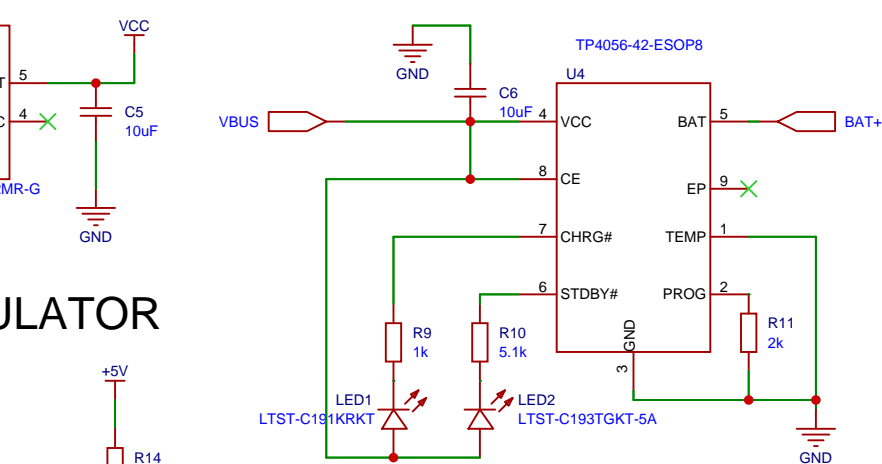 VCC
5
4
C5
10uF
MR-G
GND
ULATOR
+5V
R14
GND
C6
10uF
VBUS
TP4056-42-ESOP8
U4
4
VCC
BAT
5
BAT+
8
CE
EP
9
7
CHRG#
TEMP
1
6
STDBY#
PROG
2
GND
3
R9
1k
R10
5.1k
R11
2k
LED1
LTST-C191KRKT
LED2
LTST-C193TGKT-5A
GND